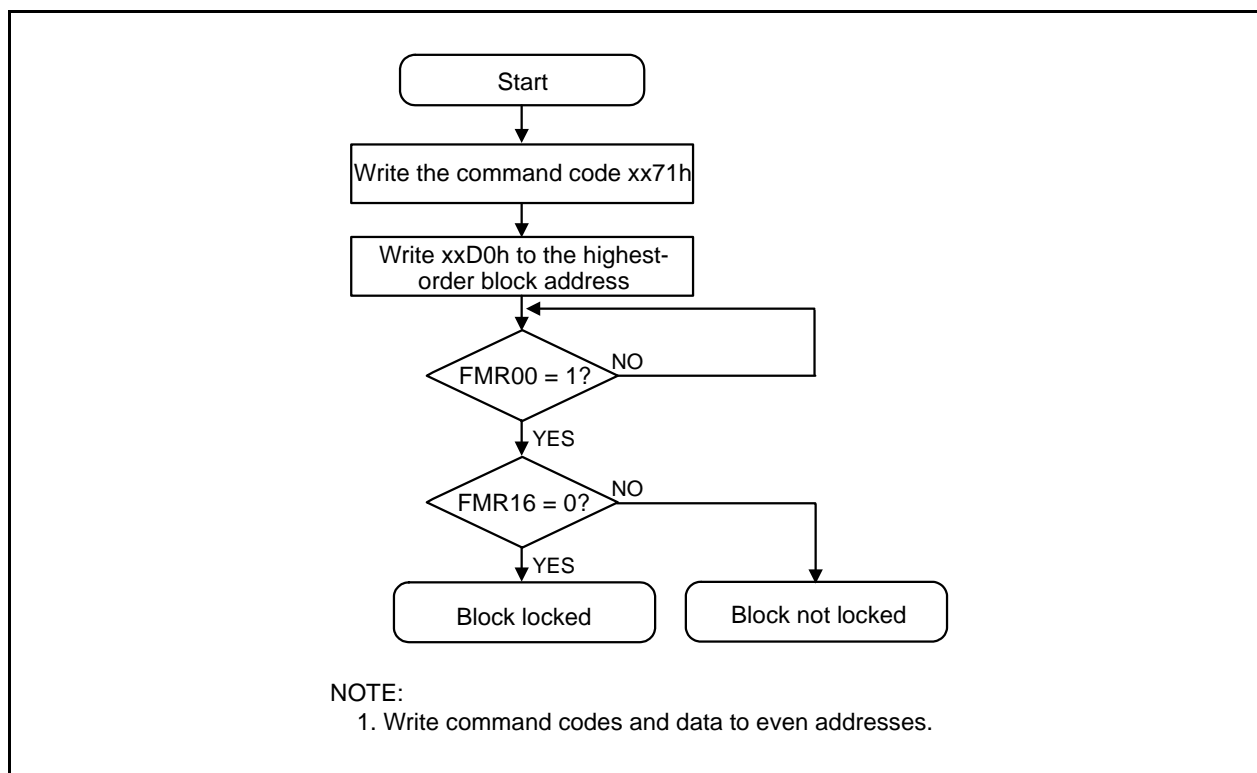 Start
Write the command code xx71h
Write xxD0h to the highest-
order block address
FMR00 = 1?
NO
YES
FMR16 = 0?
NO
YES
Block locked
Block not locked
NOTE:
1. Write command codes and data to even addresses.